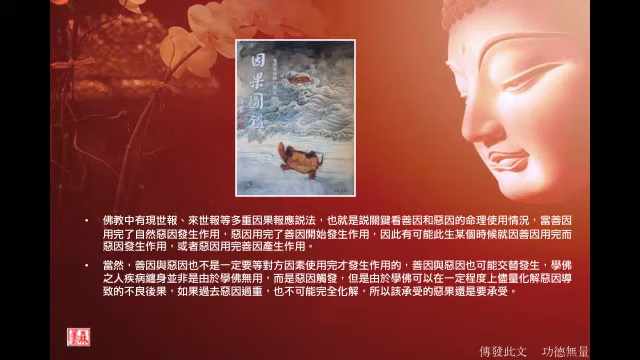 因果圖鑑
• 佛教中有現世報、來世報等多重因果報應説法,也就是説關鍵看善因和惡因的命理使用情況,當善因
用完了自然惡因發生作用,惡因用完了善因開始發生作用,因此有可能此生某個時候就因善因用完而
惡因發生作用,或者惡因用完善因產生作用。
• 當然,善因與惡因也不是一定要等對方因素使用完才發生作用的,善因與惡因也可能交替發生,學佛
之人疾病纏身並非是由於學佛無用,而是惡因觸發,但是由於學佛可以在一定程度上儘量化解惡因導
致的不良後果,如果過去惡因過重,也不可能完全化解,所以該承受的惡果還是要承受。
傳發此文 功德無量